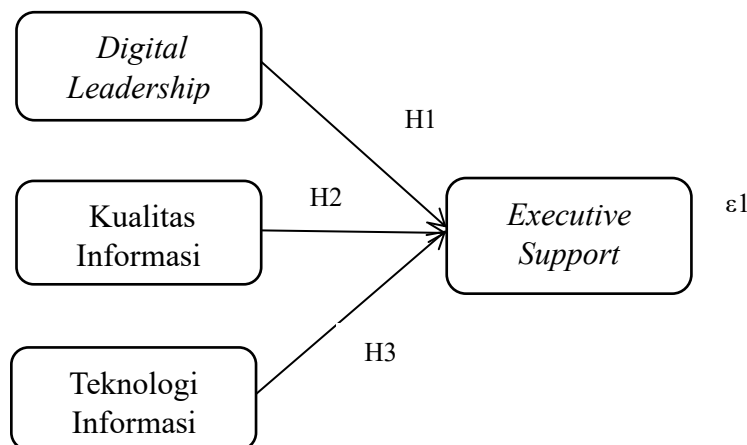 Digital
Leadership
H1
Kualitas
Informasi
H2
Executive
Support
ε1
H3
Teknologi
Informasi